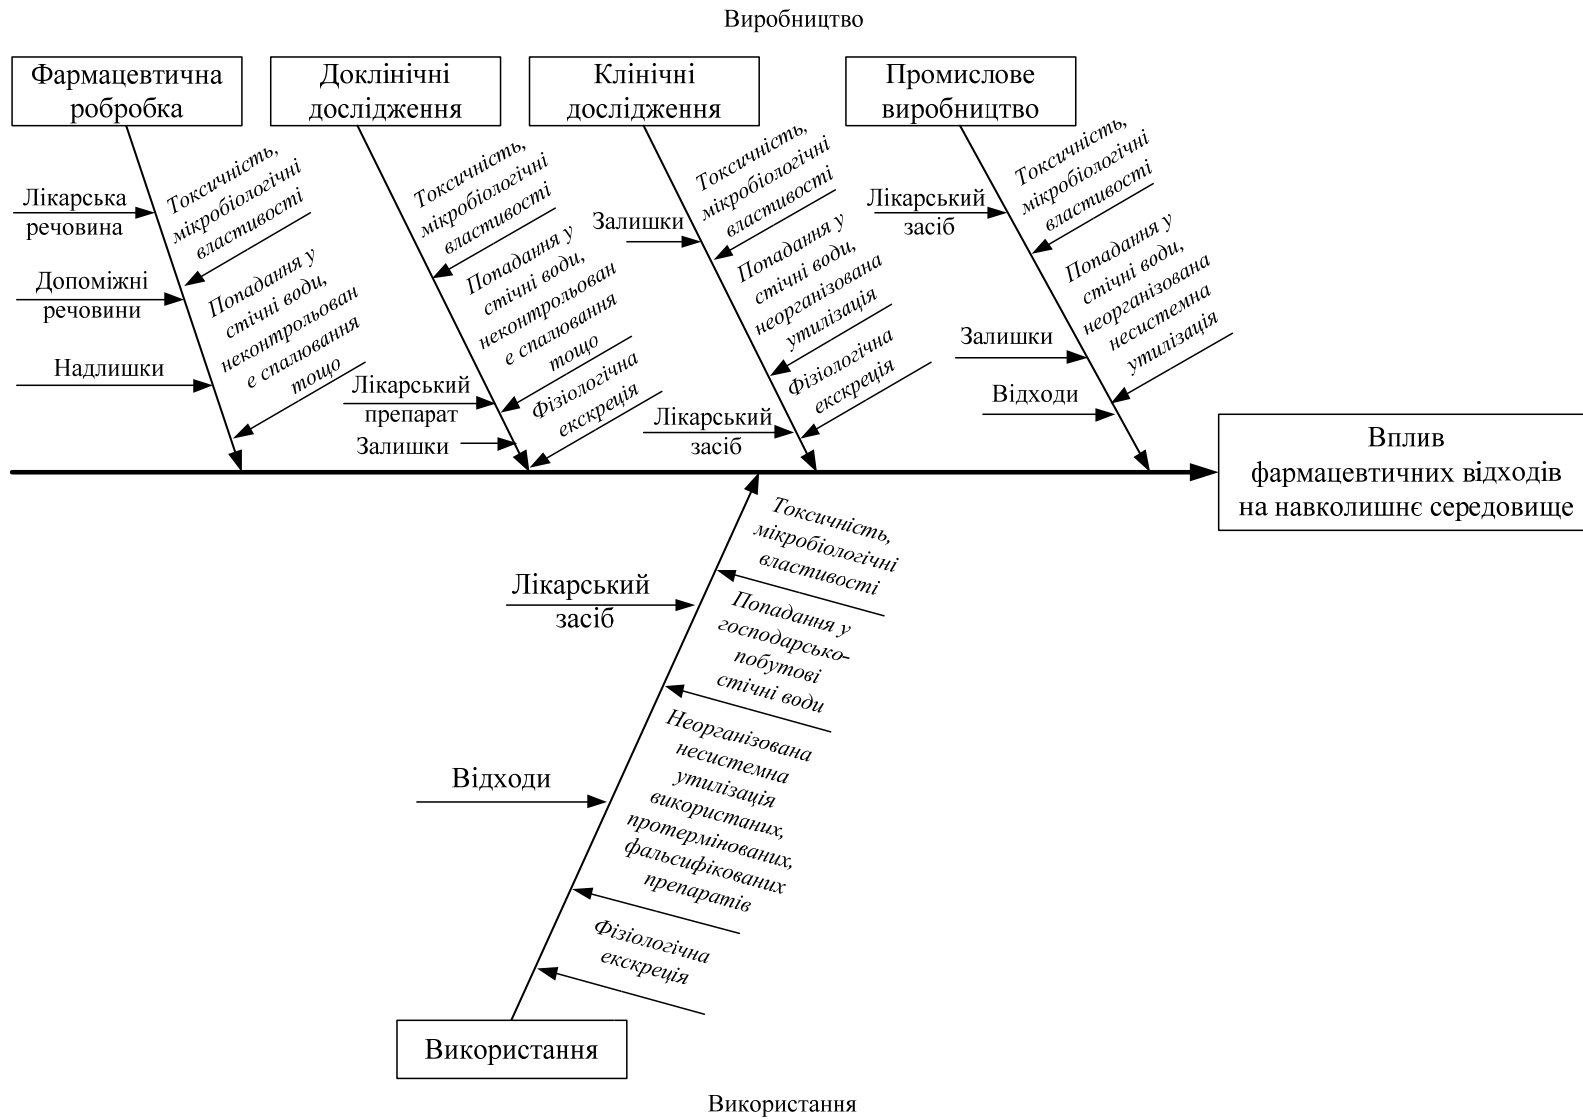 Виробництво
Фармацевтична
робробка
Лікарська
речовина
Допоміжні
речовини
Надлишки
Токсичність,
мікробіологічні
властивості
Попадання у
стічні води,
неконтрольован
е спалювання
тощо
Доклінічні
дослідження
Токсичність,
мікробіологічні
властивості
Попадання у
стічні води,
неконтрольован
е спалювання
тощо
Лікарський
препарат
Залишки
Фізіологічна
екскреція
Клінічні
дослідження
Залишки
Токсичність,
мікробіологічні
властивості
Попадання у
стічні води,
неорганізована
утилізація
Лікарський
засіб
Фізіологічна
екскреція
Промислове
виробництво
Лікарський
засіб
Токсичність,
мікробіологічні
властивості
Попадання у
стічні води,
неорганізована
несистемна
утилізація
Залишки
Відходи
Вплив
фармацевтичних відходів
на навколишнє середовище
Токсичність,
мікробіологічні
властивості
Лікарський
засіб
Попадання у
господарсько-
побутові
стічні води
Відходи
Неорганізована
несистемна
утилізація
використаних,
протермінованих,
фальсифікованих
препаратів
Фізіологічна
екскреція
Використання
Використання